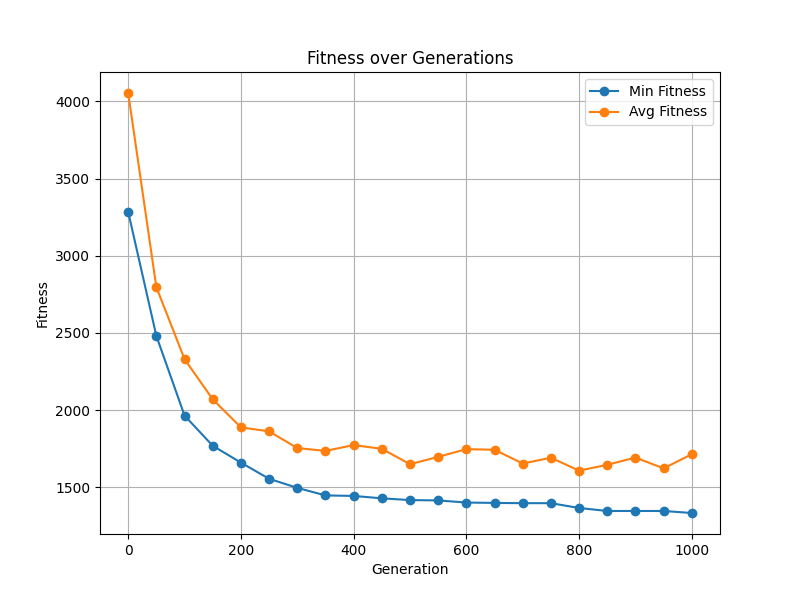 Fitness over Generations
Min Fitness
Avg Fitness
4000
3500
3000
2500
2000
1500
Fitness
0 200 400 600 800 1000
Generation